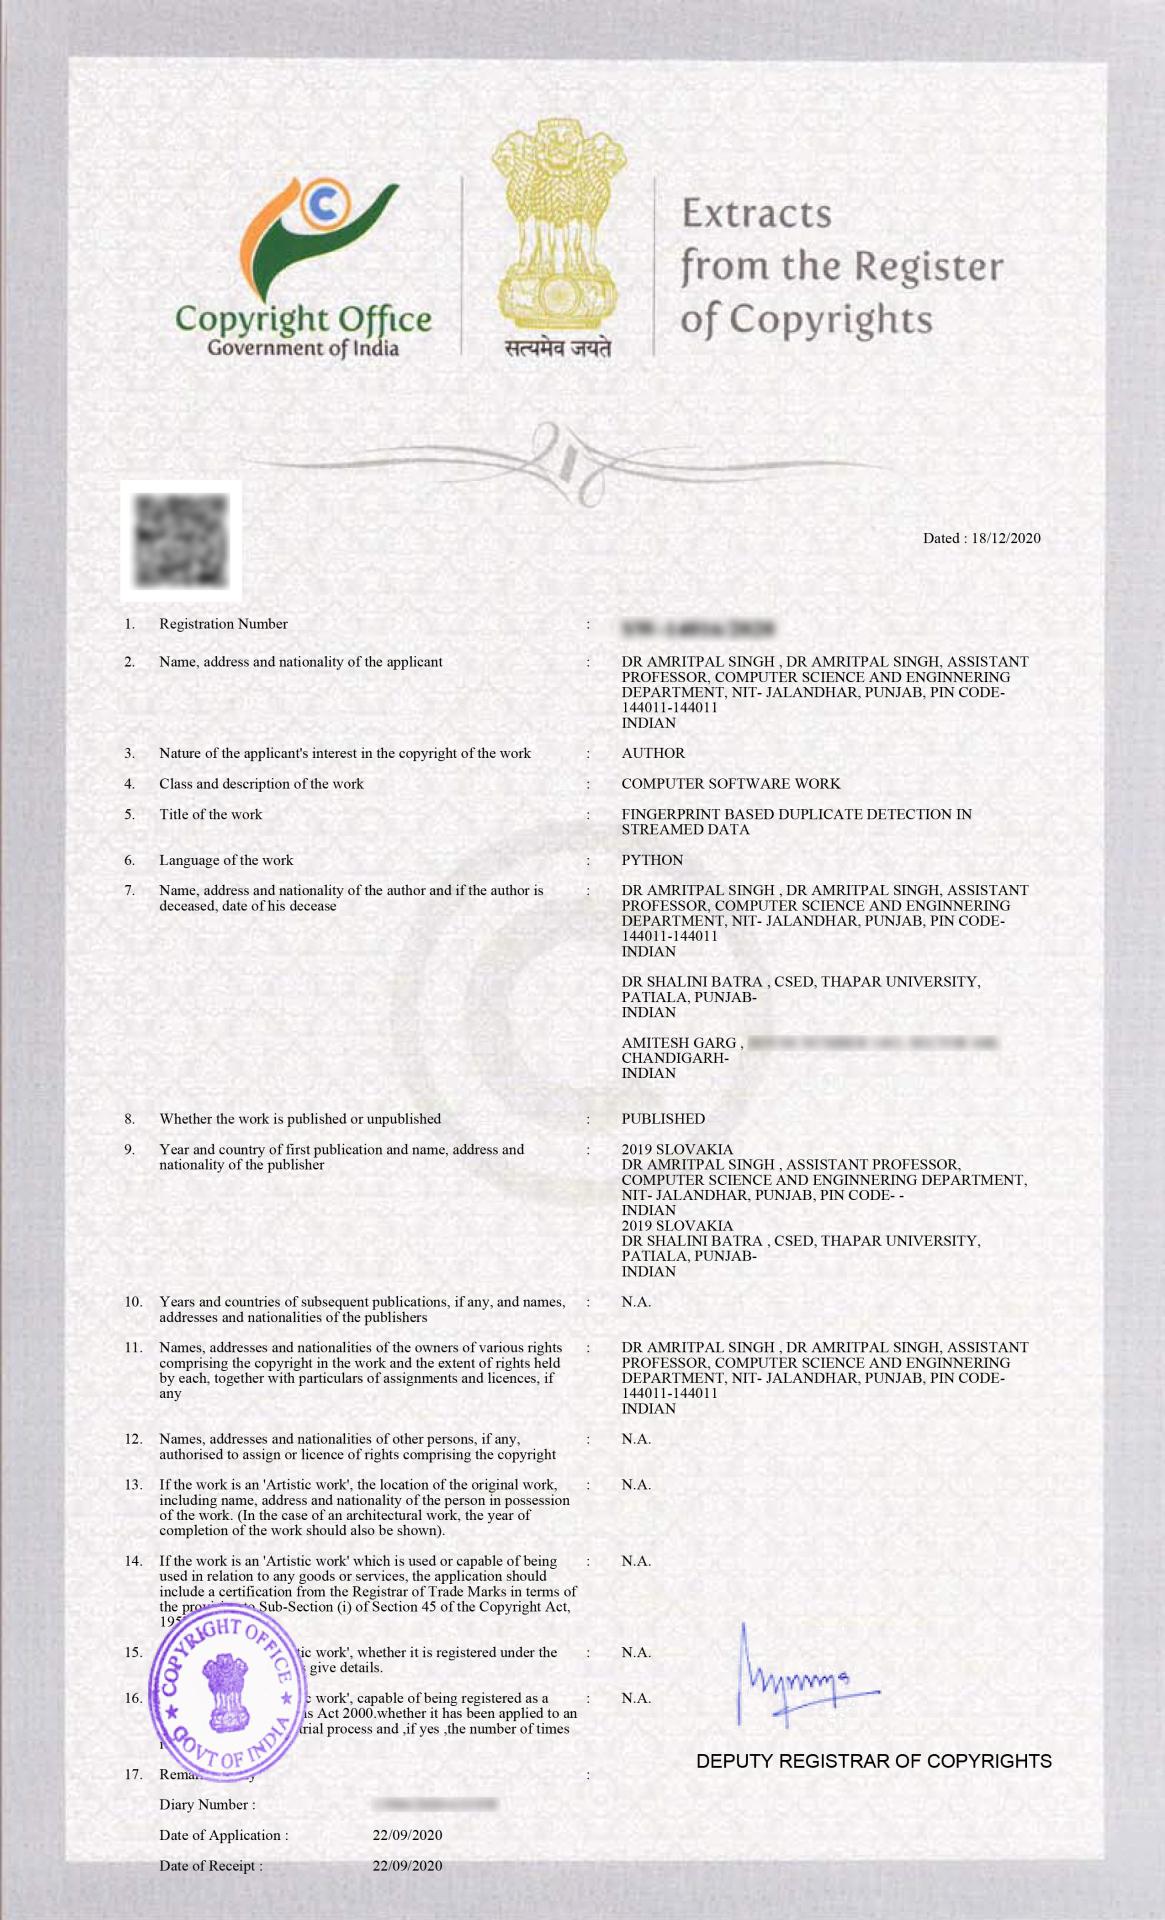 Copyright Office
Government of India
सत्यमेव जयते
Extracts
from the Register
of Copyrights
Dated : 18/12/2020
1. Registration Number :
2. Name, address and nationality of the applicant : DR AMRITPAL SINGH , DR AMRITPAL SINGH, ASSISTANT
PROFESSOR, COMPUTER SCIENCE AND ENGINNERING
DEPARTMENT, NIT- JALANDHAR, PUNJAB, PIN CODE-
144011-144011
INDIAN
3. Nature of the applicant's interest in the copyright of the work : AUTHOR
4. Class and description of the work : COMPUTER SOFTWARE WORK
5. Title of the work : FINGERPRINT BASED DUPLICATE DETECTION IN
STREAMED DATA
6. Language of the work : PYTHON
7. Name, address and nationality of the author and if the author is : DR AMRITPAL SINGH , DR AMRITPAL SINGH, ASSISTANT
deceased, date of his decease PROFESSOR, COMPUTER SCIENCE AND ENGINNERING
DEPARTMENT, NIT- JALANDHAR, PUNJAB, PIN CODE-
144011-144011
INDIAN
DR SHALINI BATRA , CSED, THAPAR UNIVERSITY,
PATIALA, PUNJAB-
INDIAN
AMITESH GARG ,
CHANDIGARH-
INDIAN
8. Whether the work is published or unpublished : PUBLISHED
9. Year and country of first publication and name, address and : 2019 SLOVAKIA
nationality of the publisher DR AMRITPAL SINGH , ASSISTANT PROFESSOR,
COMPUTER SCIENCE AND ENGINNERING DEPARTMENT,
NIT- JALANDHAR, PUNJAB, PIN CODE- -
INDIAN
2019 SLOVAKIA
DR SHALINI BATRA , CSED, THAPAR UNIVERSITY,
PATIALA, PUNJAB-
INDIAN
10. Years and countries of subsequent publications, if any, and names, : N.A.
addresses and nationalities of the publishers
11. Names, addresses and nationalities of the owners of various rights : DR AMRITPAL SINGH , DR AMRITPAL SINGH, ASSISTANT
comprising the copyright in the work and the extent of rights held PROFESSOR, COMPUTER SCIENCE AND ENGINNERING
by each, together with particulars of assignments and licences, if DEPARTMENT, NIT- JALANDHAR, PUNJAB, PIN CODE-
any 144011-144011
INDIAN
12. Names, addresses and nationalities of other persons, if any, : N.A.
authorised to assign or licence of rights comprising the copyright
13. If the work is an 'Artistic work', the location of the original work, : N.A.
including name, address and nationality of the person in possession
of the work. (In the case of an architectural work, the year of
completion of the work should also be shown).
14. If the work is an 'Artistic work' which is used or capable of being : N.A.
used in relation to any goods or services, the application should
include a certification from the Registrar of Trade Marks in terms of
the to Sub-Section (i) of Section 45 of the Copyright Act,
15. work', whether it is registered under the : N.A.
give details.
16. work', capable of being registered as a : N.A.
Act 2000.whether it has been applied to an
process and ,if yes ,the number of times
COPYRIGHT OFFICE
GOVT OF INDIA
DEPUTY REGISTRAR OF COPYRIGHTS
17. :
Diary Number :
Date of Application : 22/09/2020
Date of Receipt : 22/09/2020